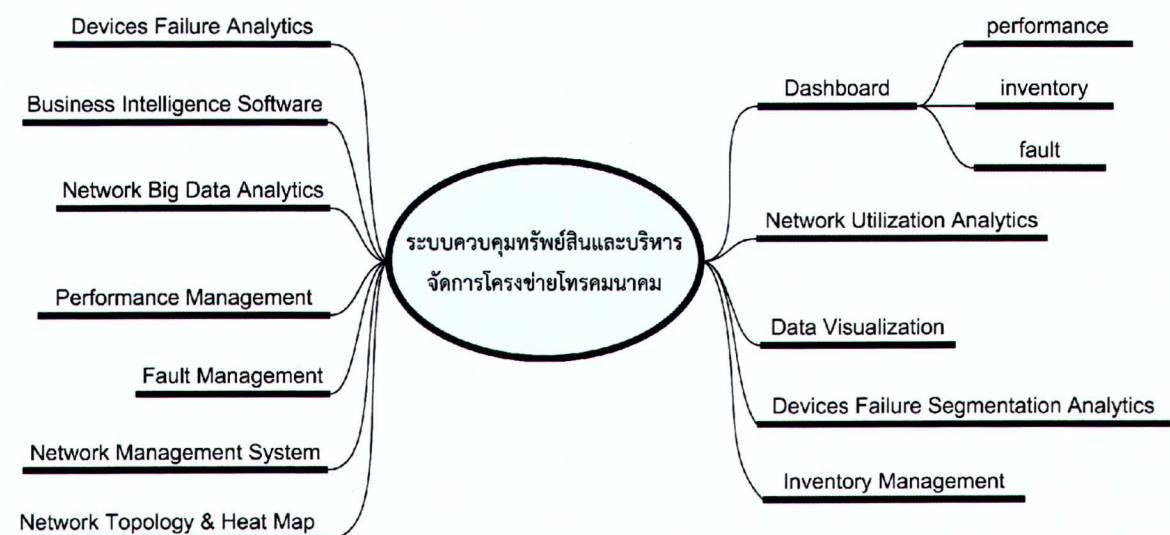 Devices Failure Analytics
Business Intelligence Software
Network Big Data Analytics
Performance Management
Fault Management
Network Management System
Network Topology & Heat Map
ระบบควบคุมทรัพย์สินและบริหาร
จัดการโครงข่ายโทรคมนาคม
Dashboard
performance
inventory
fault
Network Utilization Analytics
Data Visualization
Devices Failure Segmentation Analytics
Inventory Management